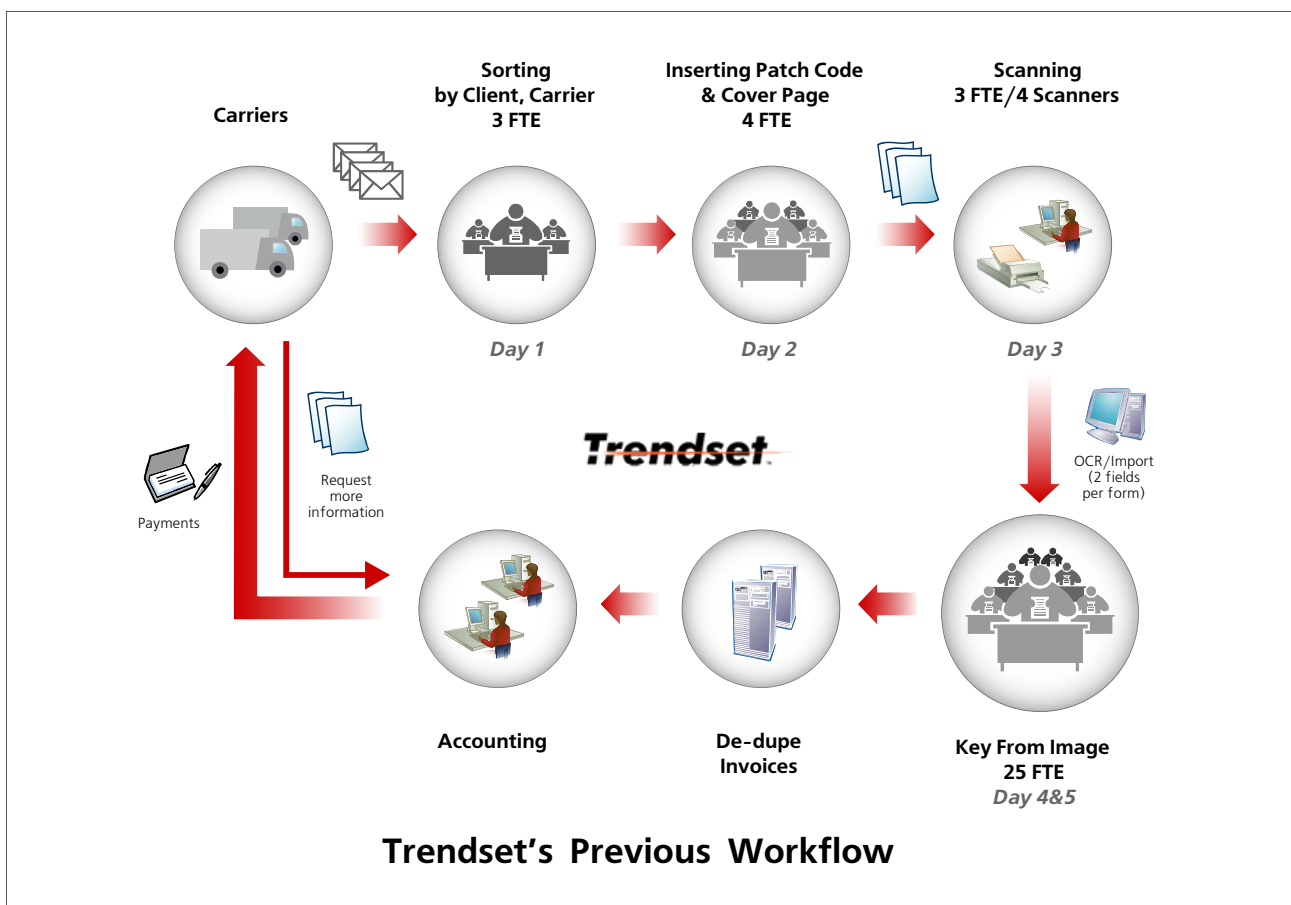 Carriers
Sorting
by Client, Carrier
3 FTE
Inserting Patch Code
& Cover Page
4 FTE
Scanning
3 FTE/4 Scanners
Day 1
Day 2
Day 3
Payments
Request
more
information
Trendset™
OCR/Import
(2 fields
per form)
Accounting
De-dupe
Invoices
Key From Image
25 FTE
Day 4&5
Trendset’s Previous Workflow